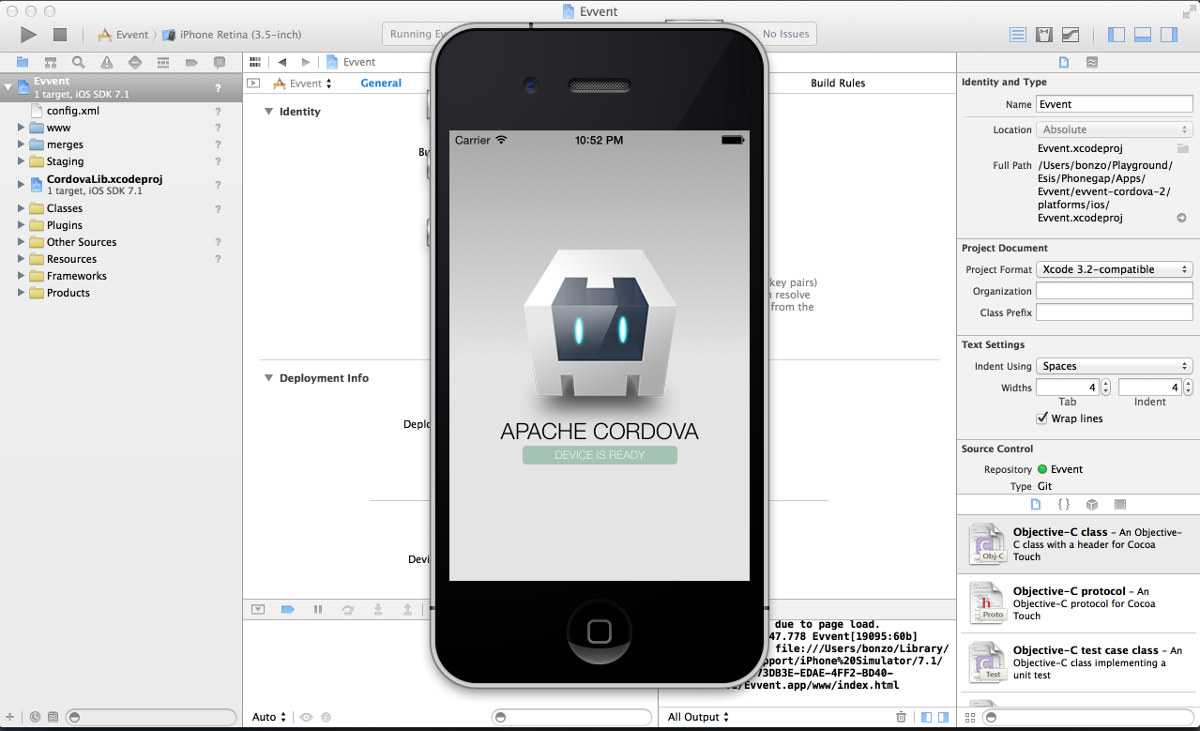 Evvent
Evvent
iPhone Retina (3.5-inch)
Running
No Issues
Evvent
1 target, iOS SDK 7.1
?
config.xml
?
www
?
merges
?
Staging
?
CordovaLib.xcodeproj
?
1 target, iOS SDK 7.1
Classes
?
Plugins
Other Sources
?
Resources
?
Frameworks
Products
Evvent
Evvent
General
Build Rules
Identity
key pairs)
resolve
from the
Deployment Info
Carrier
10:52 PM
APACHE CORDOVA
DEVICE IS READY
due to page load.
47.778 Evvent[19095:60b]
file:///Users/bonzo/Library/
pport/iPhone%20Simulator/7.1/
73DB3E-EDAE-4FF2-BD40-
/Evvent.app/www/index.html
Auto
All Output
Identity and Type
Name Evvent
Location Absolute
Evvent.xcodeproj
Full Path /Users/bonzo/Playground/
Esis/Phonegap/Apps/
Evvent/evvent-cordova-2/
platforms/ios/
Evvent.xcodeproj
Project Document
Project Format Xcode 3.2-compatible
Organization
Class Prefix
Text Settings
Indent Using Spaces
Widths 4 4
Tab Indent
Wrap lines
Source Control
Repository Evvent
Type Git
{ }
Objective-C class - An Objective-
C class with a header for Cocoa
Touch
Obj-C
Objective-C protocol - An
Objective-C protocol for Cocoa
Touch
h
Proto
Objective-C test case class - An
Objective-C class implementing a
unit test
Test